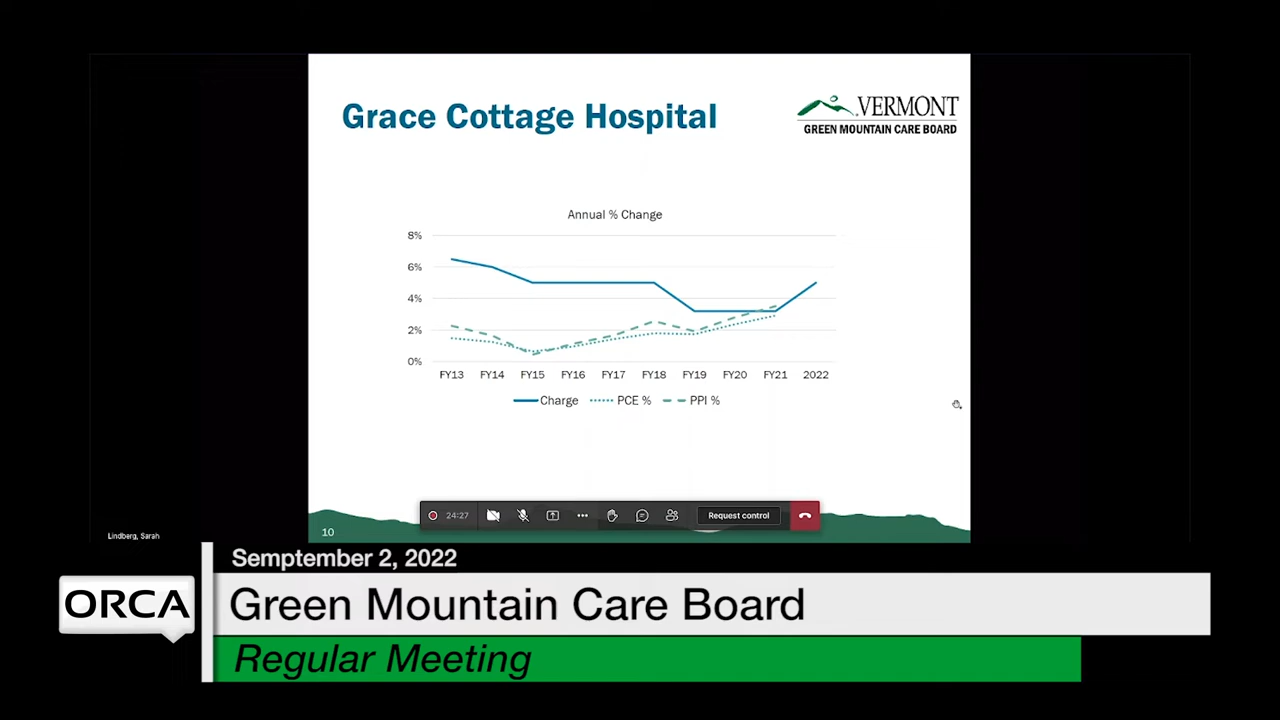 Grace Cottage Hospital
VERMONT
GREEN MOUNTAIN CARE BOARD
Annual % Change
8%
6%
4%
2%
0%
FY13 FY14 FY15 FY16 FY17 FY18 FY19 FY20 FY21 2022
Charge PCE % PPI %
24:27
Request control
10
Lindberg, Sarah
Semptember 2, 2022
ORCA
Green Mountain Care Board
Regular Meeting